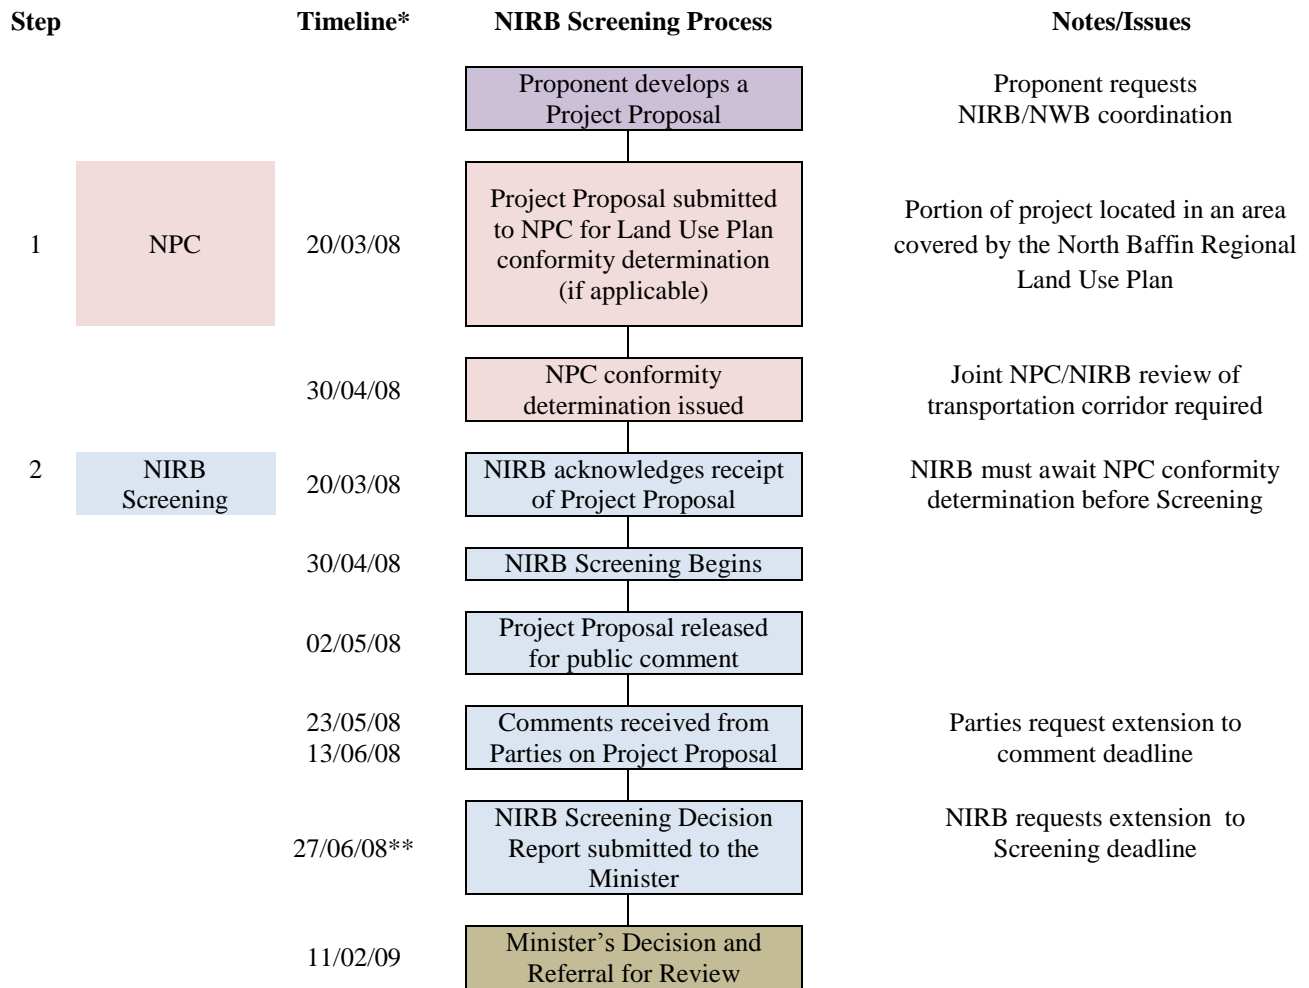 Step Timeline* NIRB Screening Process Notes/Issues
Proponent develops a
Project Proposal
Proponent requests
NIRB/NWB coordination
1
NPC
20/03/08
Project Proposal submitted
to NPC for Land Use Plan
conformity determination
(if applicable)
Portion of project located in an area
covered by the North Baffin Regional
Land Use Plan
30/04/08
NPC conformity
determination issued
Joint NPC/NIRB review of
transportation corridor required
2
NIRB
Screening
20/03/08
NIRB acknowledges receipt
of Project Proposal
NIRB must await NPC conformity
determination before Screening
30/04/08
NIRB Screening Begins
02/05/08
Project Proposal released
for public comment
23/05/08
13/06/08
Comments received from
Parties on Project Proposal
Parties request extension to
comment deadline
27/06/08**
NIRB Screening Decision
Report submitted to the
Minister
NIRB requests extension to
Screening deadline
11/02/09
Minister’s Decision and
Referral for Review